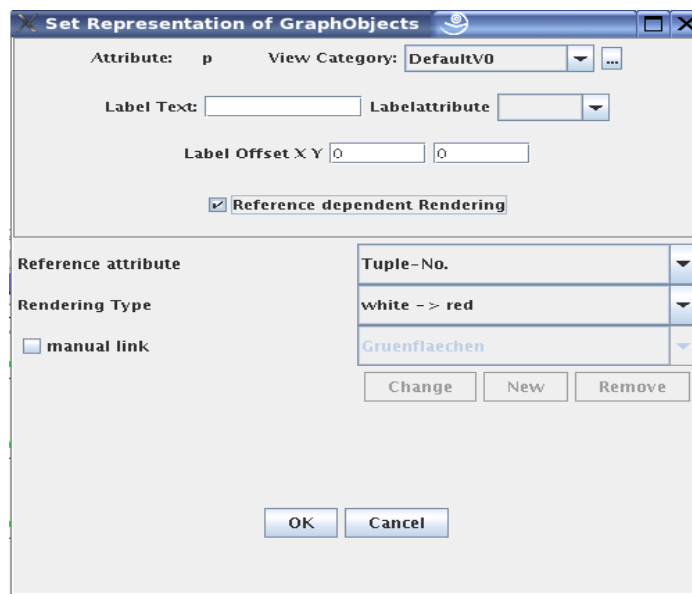 Set Representation of GraphObjects
Attribute: p View Category: DefaultV0 ...
Label Text: Labelattribute
Label Offset X Y 0 0
Reference dependent Rendering
Reference attribute Tuple-No.
Rendering Type white -> red
manual link Gruenflaechen
Change New Remove
OK Cancel